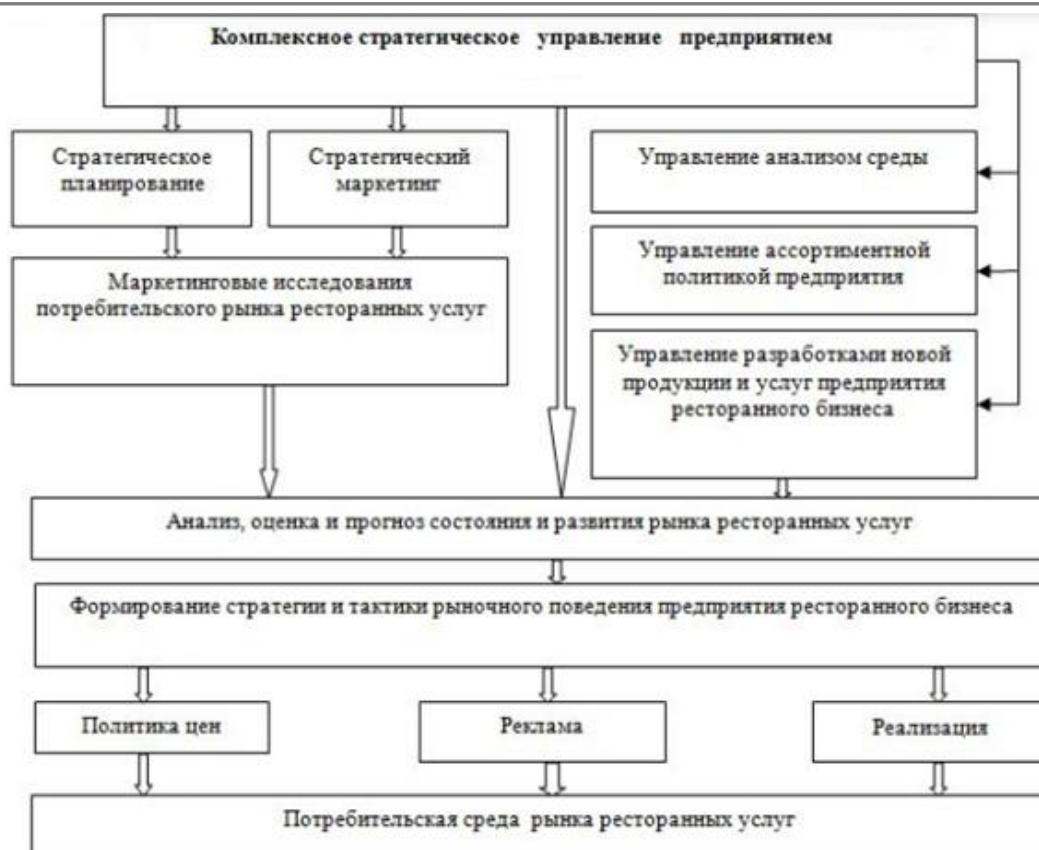 Комплексное стратегическое управление предприятием
Стратегическое
планирование
Стратегический
маркетинг
Управление анализом среды
Управление ассортиментной
политикой предприятия
Маркетинговые исследования
потребительского рынка ресторанных услуг
Управление разработками новой
продукции и услуг предприятия
ресторанного бизнеса
Анализ, оценка и прогноз состояния и развития рынка ресторанных услуг
Формирование стратегии и тактики рыночного поведения предприятия ресторанного бизнеса
Политика цен
Реклама
Реализация
Потребительская среда рынка ресторанных услуг